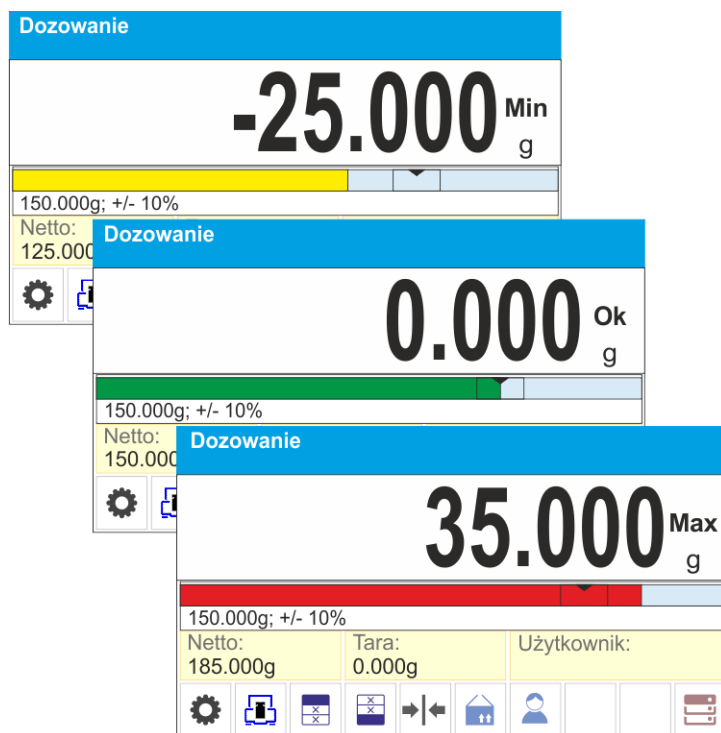 Dozowanie
-25.000 Min
g
150.000g; +/- 10%
Netto:
125.000
Dozowanie
0.000 Ok
g
150.000g; +/- 10%
Netto:
150.000
Dozowanie
35.000 Max
g
150.000g; +/- 10%
Netto: Tara: Użytkownik:
185.000g 0.000g